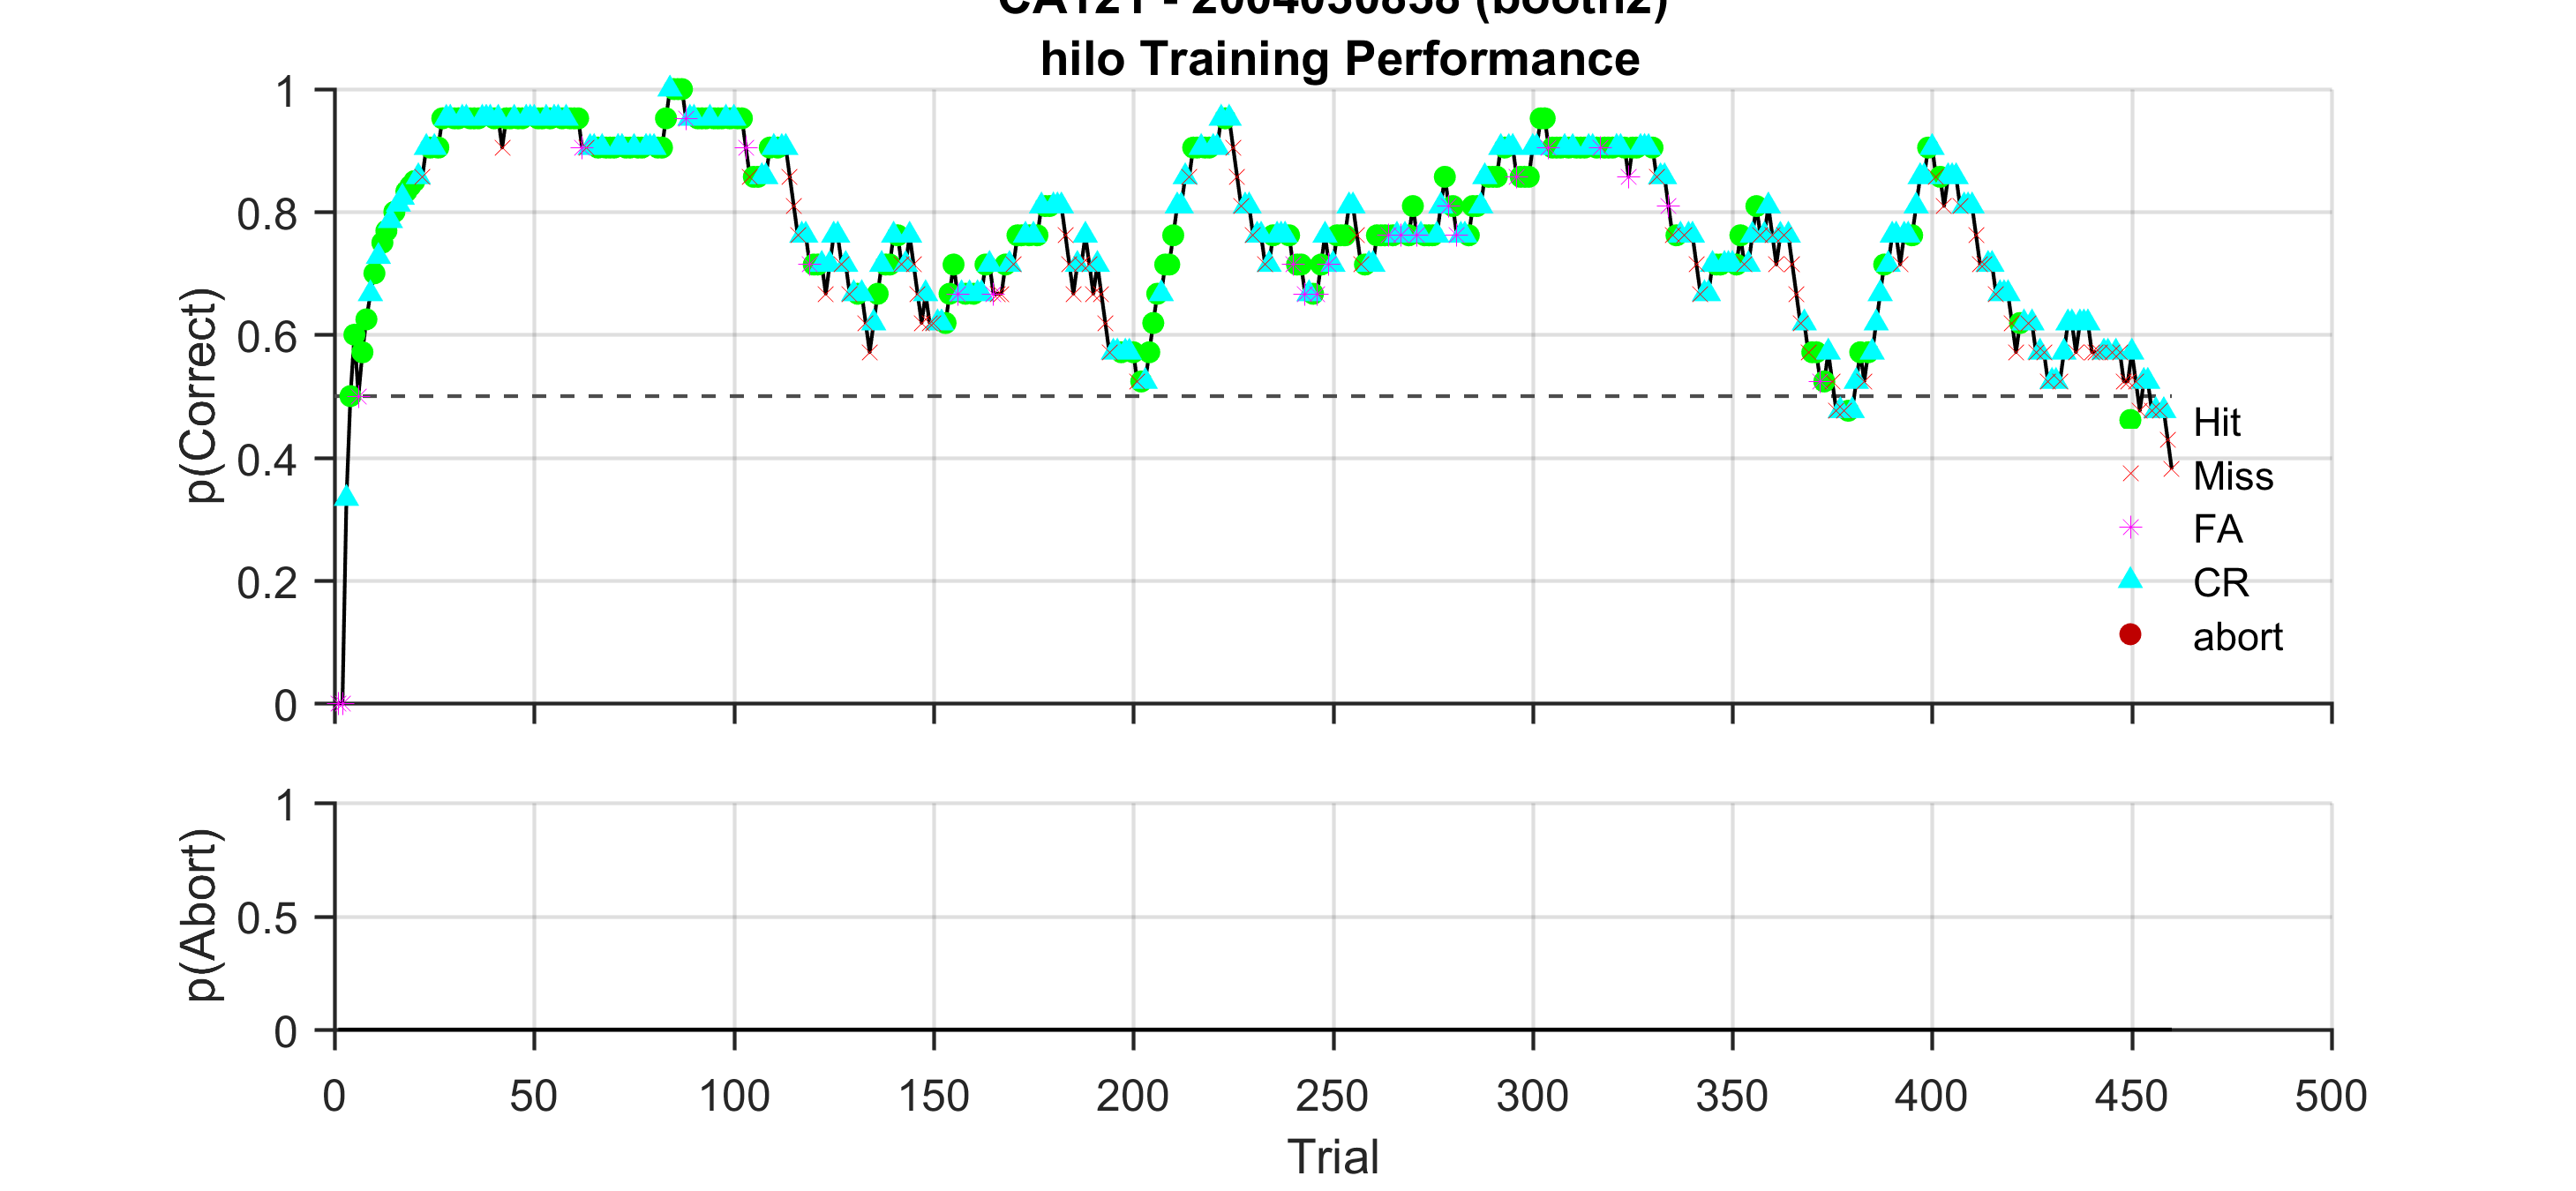 hilo Training Performance
1
0.8
0.6
0.4
0.2
0
p(Correct)
Hit
Miss
FA
CR
abort
1
0.5
0
p(Abort)
0 50 100 150 200 250 300 350 400 450 500
Trial